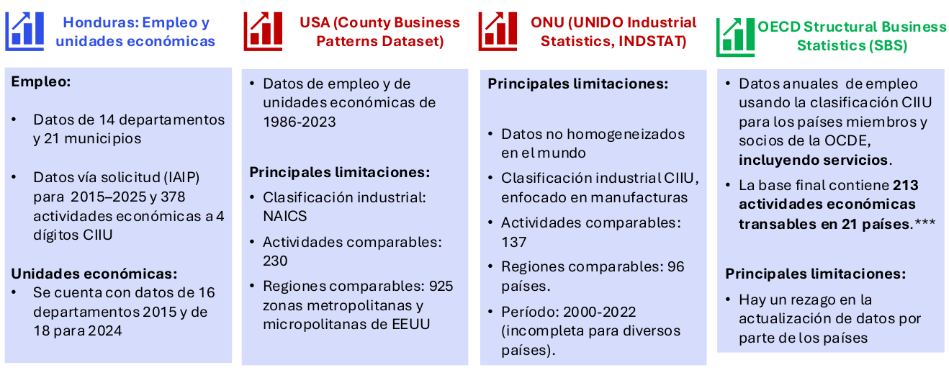 Honduras: Empleo y
unidades económicas
Empleo:
• Datos de 14 departamentos
y 21 municipios
• Datos vía solicitud (IAIP)
para 2015–2025 y 378
actividades económicas a 4
dígitos CIIU
Unidades económicas:
• Se cuenta con datos de 16
departamentos 2015 y de
18 para 2024
USA (County Business
Patterns Dataset)
• Datos de empleo y de
unidades económicas de
1986-2023
Principales limitaciones:
• Clasificación industrial:
NAICS
• Actividades comparables:
230
• Regiones comparables: 925
zonas metropolitanas y
micropolitanas de EEUU
ONU (UNIDO Industrial
Statistics, INDSTAT)
Principales limitaciones:
• Datos no homogeneizados
en el mundo
• Clasificación industrial CIIU,
enfocado en manufacturas
• Actividades comparables:
137
• Regiones comparables: 96
países.
• Período: 2000-2022
(incompleta para diversos
países).
OECD Structural Business
Statistics (SBS)
• Datos anuales de empleo
usando la clasificación CIIU
para los países miembros y
socios de la OCDE,
incluyendo servicios.
• La base final contiene 213
actividades económicas
transables en 21 países.***
Principales limitaciones:
• Hay un rezago en la
actualización de datos por
parte de los países